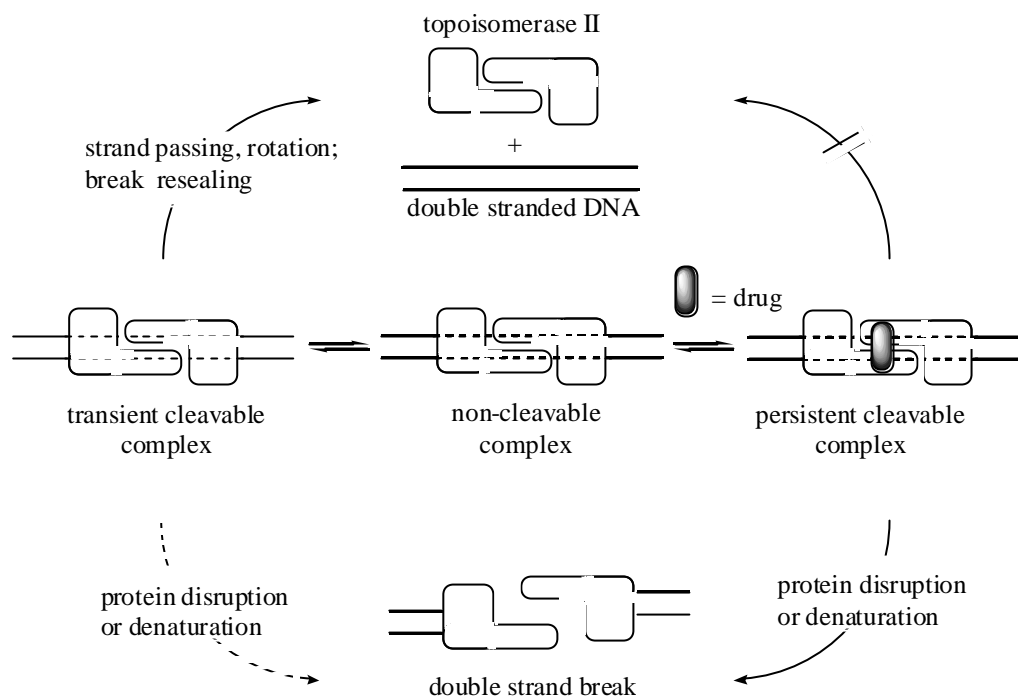 topoisomerase II
strand passing, rotation;
break resealing
+
double stranded DNA
= drug
transient cleavable
complex
non-cleavable
complex
persistent cleavable
complex
protein disruption
or denaturation
protein disruption
or denaturation
double strand break